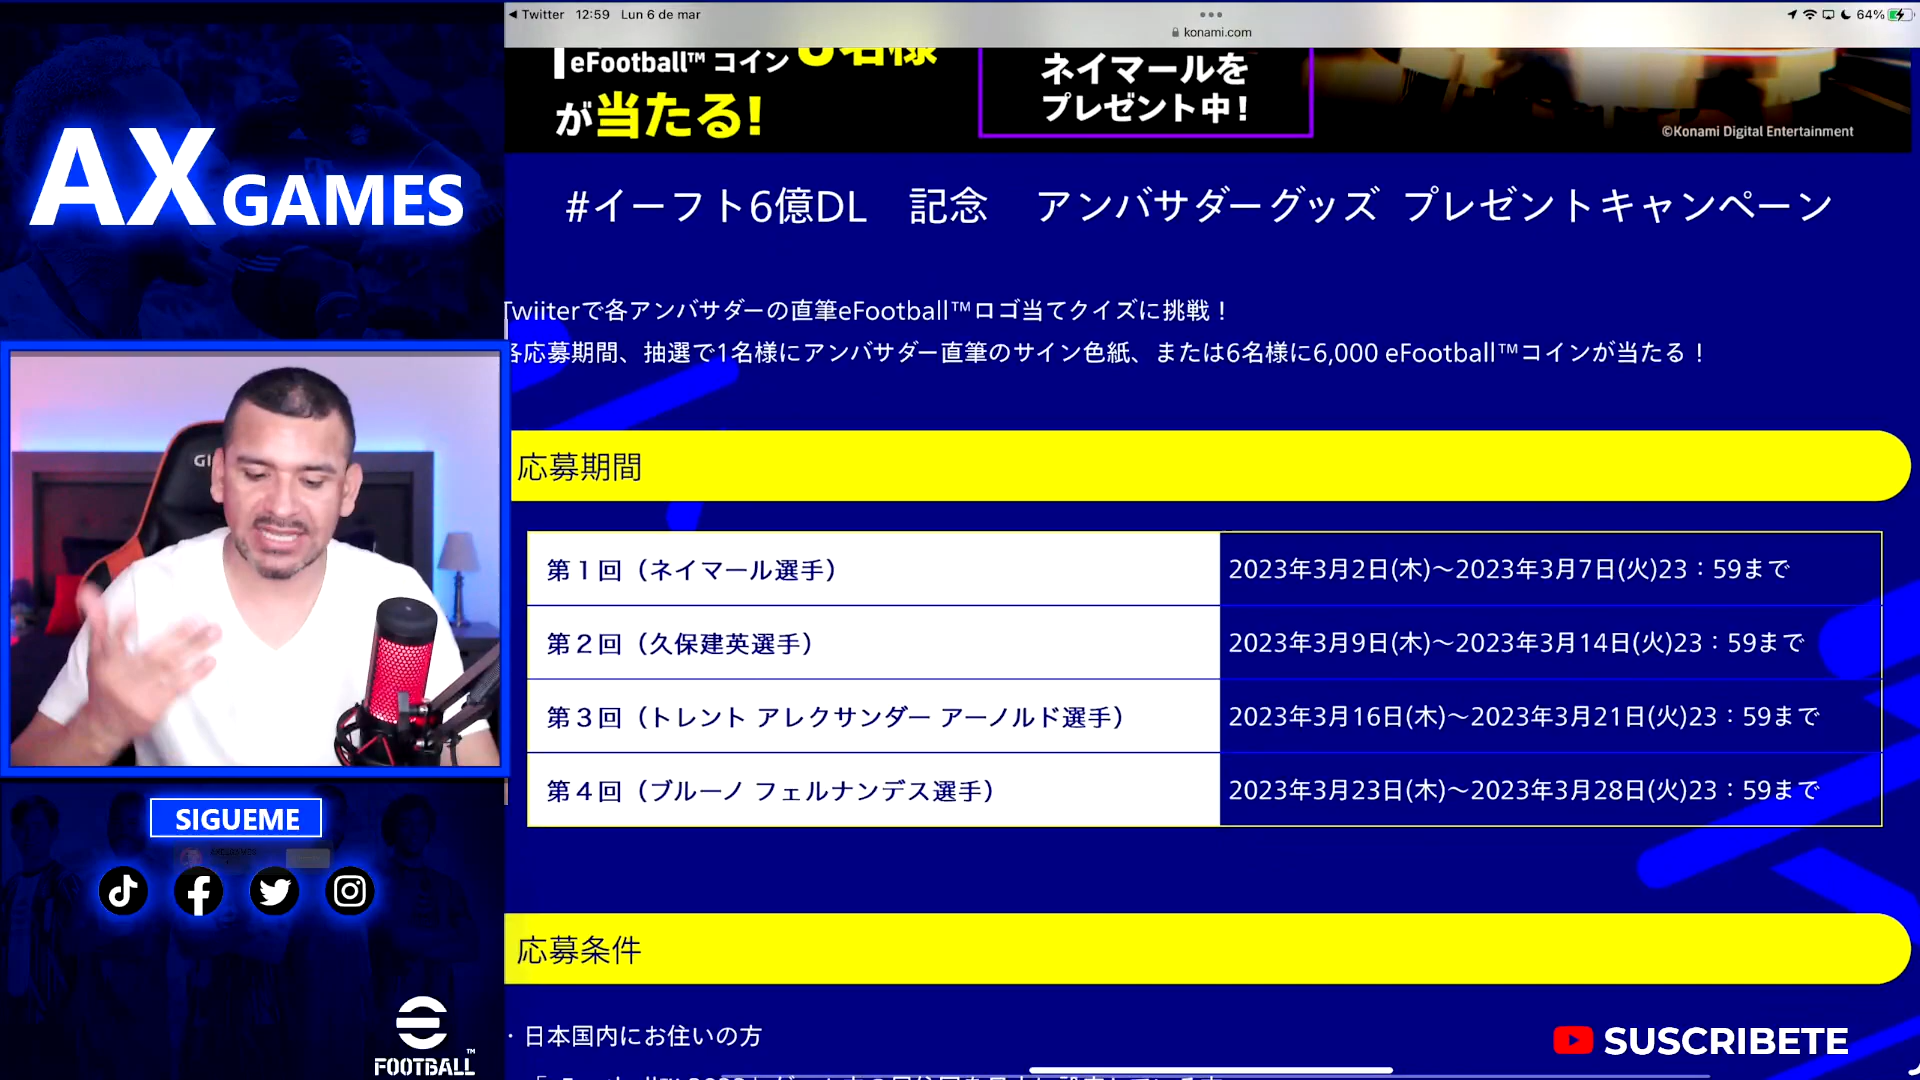 Twitter 12:59 Lun 6 de mar
64%
konami.com
eFootball™ コイン
が当たる!
ネイマールを
プレゼント中!
©Konami Digital Entertainment
AX GAMES
#イーフト6億DL 記念 アンバサダーグッズ プレゼントキャンペーン
Twiiterで各アンバサダーの直筆eFootball™ロゴ当てクイズに挑戦！
各応募期間、抽選で1名様にアンバサダー直筆のサイン色紙、または6名様に6,000 eFootball™コインが当たる！
応募期間
第１回（ネイマール選手） 2023年3月2日(木)～2023年3月7日(火)23：59まで
第２回（久保建英選手） 2023年3月9日(木)～2023年3月14日(火)23：59まで
第３回（トレント アレクサンダー アーノルド選手） 2023年3月16日(木)～2023年3月21日(火)23：59まで
第４回（ブルーノ フェルナンデス選手） 2023年3月23日(木)～2023年3月28日(火)23：59まで
応募条件
・日本国内にお住いの方
SIGUEME
FOOTBALL™
SUSCRIBETE